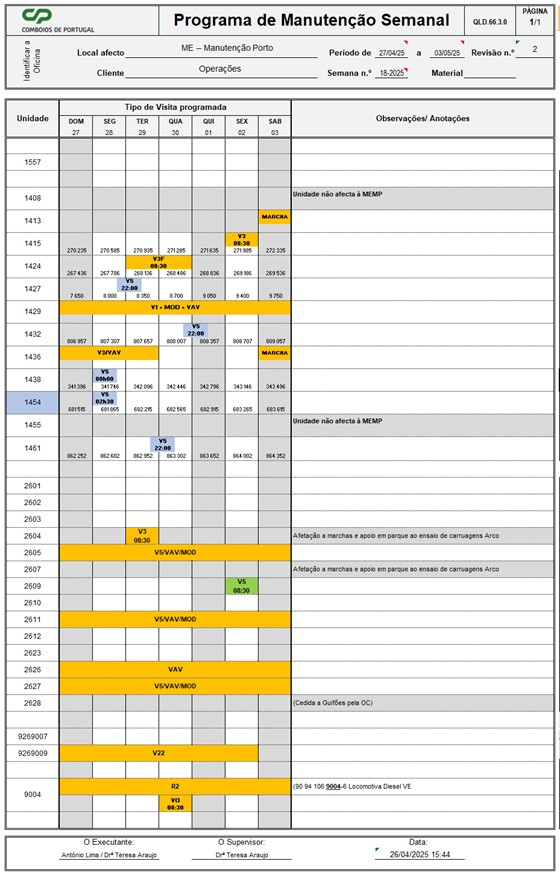 CP
COMBOIOS DE PORTUGAL
Programa de Manutenção Semanal
QLD.66.3.0
PÁGINA
1/1
Identificar a Oficina
Local afecto ME – Manutenção Porto Período de 27/04/25 a 03/05/25 Revisão n.º 2
Cliente Operações Semana n.º 18-2025 Material
Unidade Tipo de Visita programada Observações/ Anotações
DOM SEG TER QUA QUI SEX SAB
27 28 29 30 01 02 03
1557
1408 Unidade não afecta à MEMP
1413 MARCHA
1415 V3
08:30
270 235 270 585 270 935 271 285 271 635 271 985 272 335
1424 V3F
08:30
267 436 267 786 268 136 268 486 268 836 269 186 269 536
1427 V5
22:00
7 650 8 000 8 350 8 700 9 050 9 400 9 750
1429 V1 + MOD + VAV
1432 V5
22:00
806 957 807 307 807 657 808 007 808 357 808 707 809 057
1436 V3/VAV MARCHA
1438 V5
00h00
341 396 341 746 342 096 342 446 342 796 343 146 343 496
1454 V5
02h30
681 515 681 865 682 215 682 565 682 915 683 265 683 615
1455 Unidade não afecta à MEMP
1461 V5
22:00
862 252 862 602 862 952 863 302 863 652 864 002 864 352
2601
2602
2603
2604 V3
08:30 Afetação a marchas e apoio em parque ao ensaio de carruagens Arco
2605 V5/VAV/MOD
2607 Afetação a marchas e apoio em parque ao ensaio de carruagens Arco
2609 V5
08:30
2610
2611 V5/VAV/MOD
2612
2623
2626 VAV
2627 V5/VAV/MOD
2628 (Cedida a Guifões pela OC)
9269007
9269009 V22
9004 R2 (90 94 106 9004-6 Locomotiva Diesel VE
VO
08:30
O Executante: O Supervisor: Data:
António Lima / Drª Teresa Araujo Drª Teresa Araujo 26/04/2025 15:44